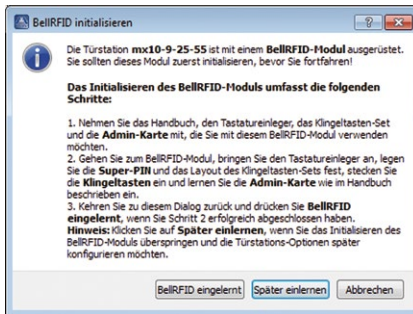 BellRFID initialisieren
Die Türstation mx10-9-25-55 ist mit einem BellRFID-Modul ausgerüstet.
Sie sollten dieses Modul zuerst initialisieren, bevor Sie fortfahren!
Das Initialisieren des BellRFID-Moduls umfasst die folgenden
Schritte:
1. Nehmen Sie das Handbuch, den Tastatureinleger, das Klingeltasten-Set
und die Admin-Karte mit, die Sie mit diesem BellRFID-Modul verwenden
möchten.
2. Gehen Sie zum BellRFID-Modul, bringen Sie den Tastatureinleger an, legen
Sie die Super-PIN und das Layout des Klingeltasten-Sets fest, stecken Sie
die Klingeltasten ein und lernen Sie die Admin-Karte wie im Handbuch
beschrieben ein.
3. Kehren Sie zu diesem Dialog zurück und drücken Sie BellRFID
eingelernt, wenn Sie Schritt 2 erfolgreich abgeschlossen haben.
Hinweis: Klicken Sie auf Später einlernen, wenn Sie das Initialisieren des
BellRFID-Moduls überspringen und die Türstations-Optionen später
konfigurieren möchten.
BellRFID eingelernt Später einlernen Abbrechen